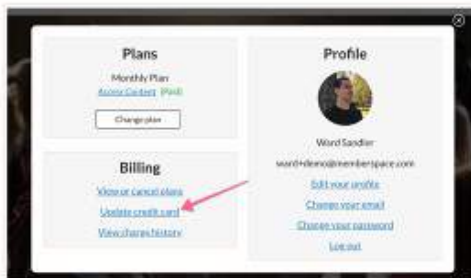 Plans
Monthly Plan
Access Content (Paid)
Change plan
Billing
View or cancel plans
Update credit card
View charge history
Profile
Ward Sandler
ward+demo@memberspace.com
Edit your profile
Change your email
Change your password
Log out